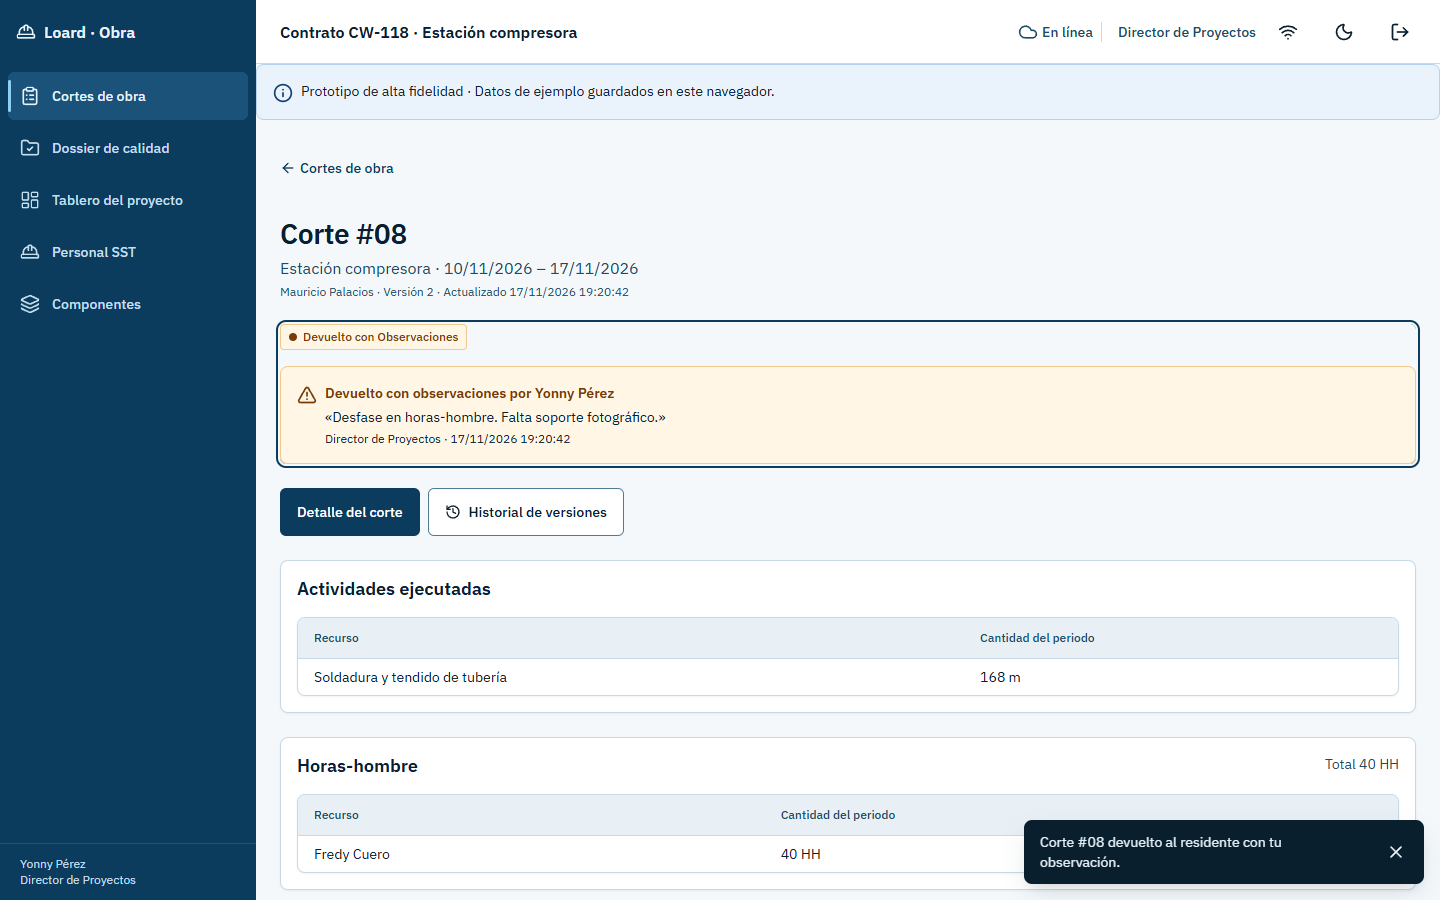 Loard · Obra
Contrato CW-118 · Estación compresora
En línea
Director de Proyectos
Cortes de obra
Dossier de calidad
Tablero del proyecto
Personal SST
Componentes
Yonny Pérez
Director de Proyectos
Prototipo de alta fidelidad · Datos de ejemplo guardados en este navegador.
Cortes de obra
Corte #08
Estación compresora · 10/11/2026 – 17/11/2026
Mauricio Palacios · Versión 2 · Actualizado 17/11/2026 19:20:42
Devuelto con Observaciones
Devuelto con observaciones por Yonny Pérez
«Desfase en horas-hombre. Falta soporte fotográfico.»
Director de Proyectos · 17/11/2026 19:20:42
Detalle del corte
Historial de versiones
Actividades ejecutadas
Recurso Cantidad del periodo
Soldadura y tendido de tubería 168 m
Horas-hombre Total 40 HH
Recurso Cantidad del periodo
Fredy Cuero 40 HH
Corte #08 devuelto al residente con tu
observación.